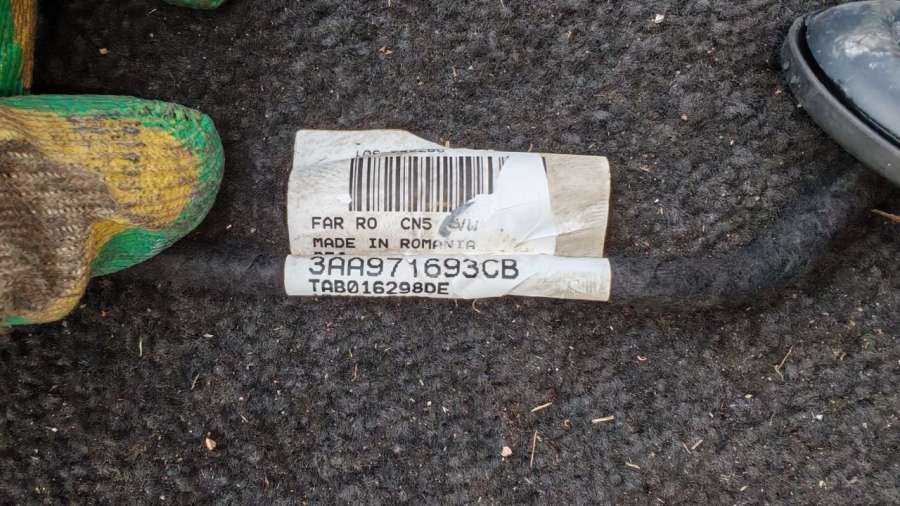 FAR RO CN5 VW
MADE IN ROMANIA
3AA971693CB
TAB016298DE